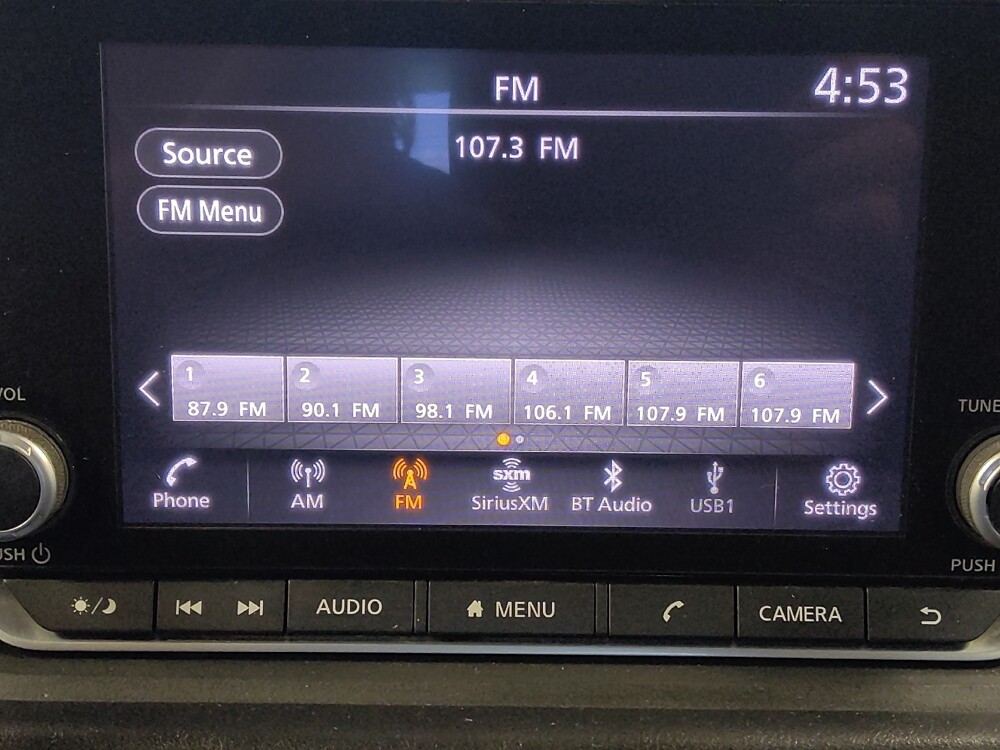 FM 4:53
Source
107.3 FM
FM Menu
1 2 3 4 5 6
87.9 FM 90.1 FM 98.1 FM 106.1 FM 107.9 FM 107.9 FM
VOL
TUNE
sxm
Phone AM FM SiriusXM BT Audio USB1 Settings
PUSH
AUDIO MENU CAMERA